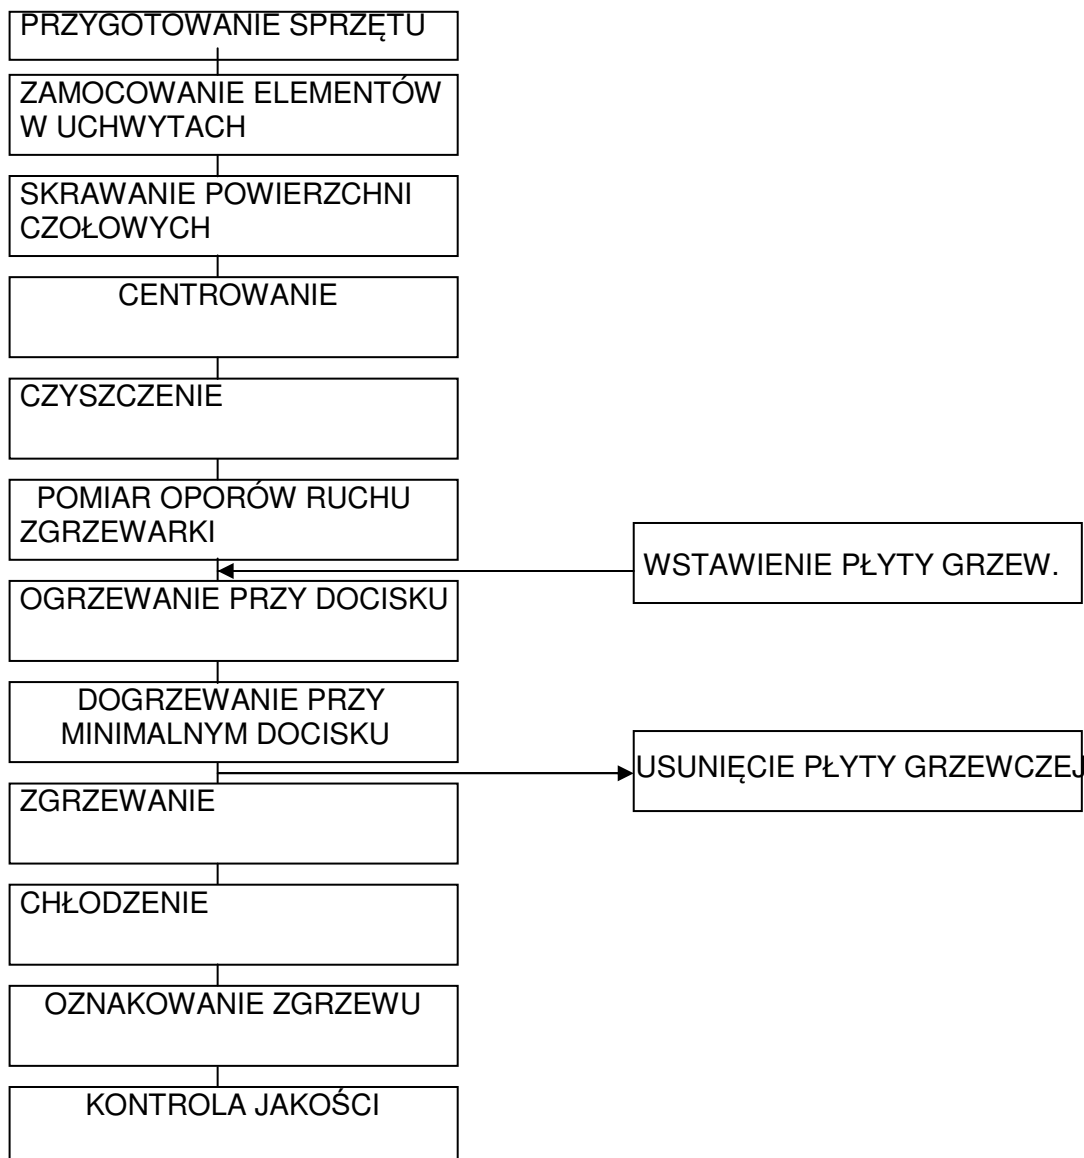 PRZYGOTOWANIE SPRZĘTU
ZAMOCOWANIE ELEMENTÓW
W UCHWYTACH
SKRAWANIE POWIERZCHNI
CZOŁOWYCH
CENTROWANIE
CZYSZCZENIE
POMIAR OPORÓW RUCHU
ZGRZEWARKI
WSTAWIENIE PŁYTY GRZEW.
OGRZEWANIE PRZY DOCISKU
DOGRZEWANIE PRZY
MINIMALNYM DOCISKU
USUNIĘCIE PŁYTY GRZEWCZEJ
ZGRZEWANIE
CHŁODZENIE
OZNAKOWANIE ZGRZEWU
KONTROLA JAKOŚCI